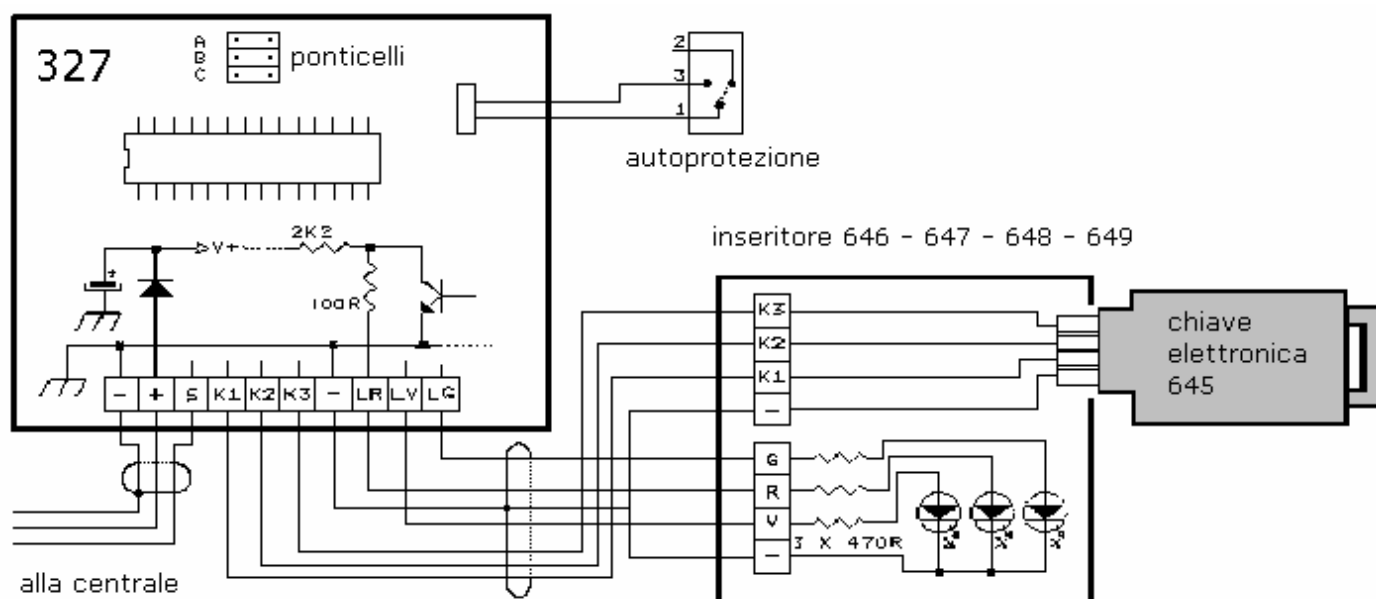 327
A
B
C
ponticelli
2
3
1
autoprotezione
V+
2K2
100R
+
- + S K1 K2 K3 - LR LV LG
alla centrale
inseritore 646 - 647 - 648 - 649
K3
K2
K1
-
G
R
V
-
3 X 470R
chiave
elettronica
645